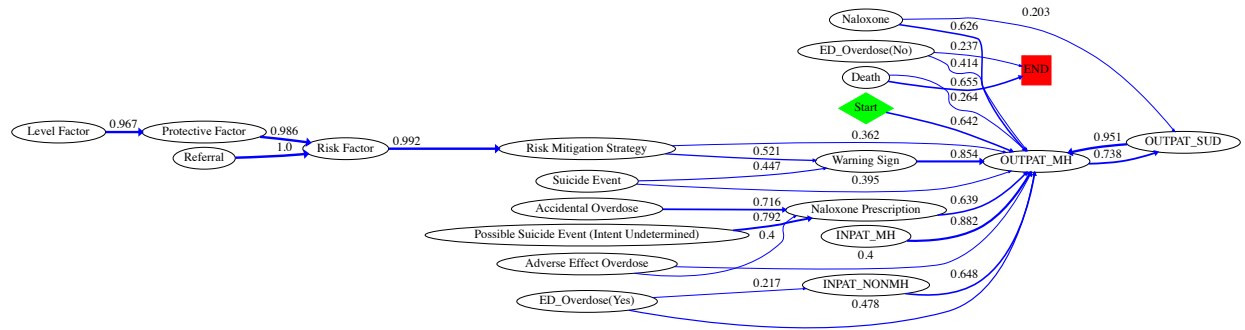 Naloxone
0.203
0.626
ED_Overdose(No)
0.237
0.414
END
Death
0.655
0.264
Start
0.642
Level Factor
0.967
Protective Factor
0.986
Referral
1.0
Risk Factor
0.992
Risk Mitigation Strategy
0.362
0.521
Warning Sign
0.854
OUTPAT_MH
0.951
0.738
OUTPAT_SUD
Suicide Event
0.447
0.395
Accidental Overdose
0.716
Naloxone Prescription
0.639
Possible Suicide Event (Intent Undetermined)
0.792
INPAT_MH
0.882
Adverse Effect Overdose
0.4
0.4
ED_Overdose(Yes)
0.217
INPAT_NONMH
0.648
0.478